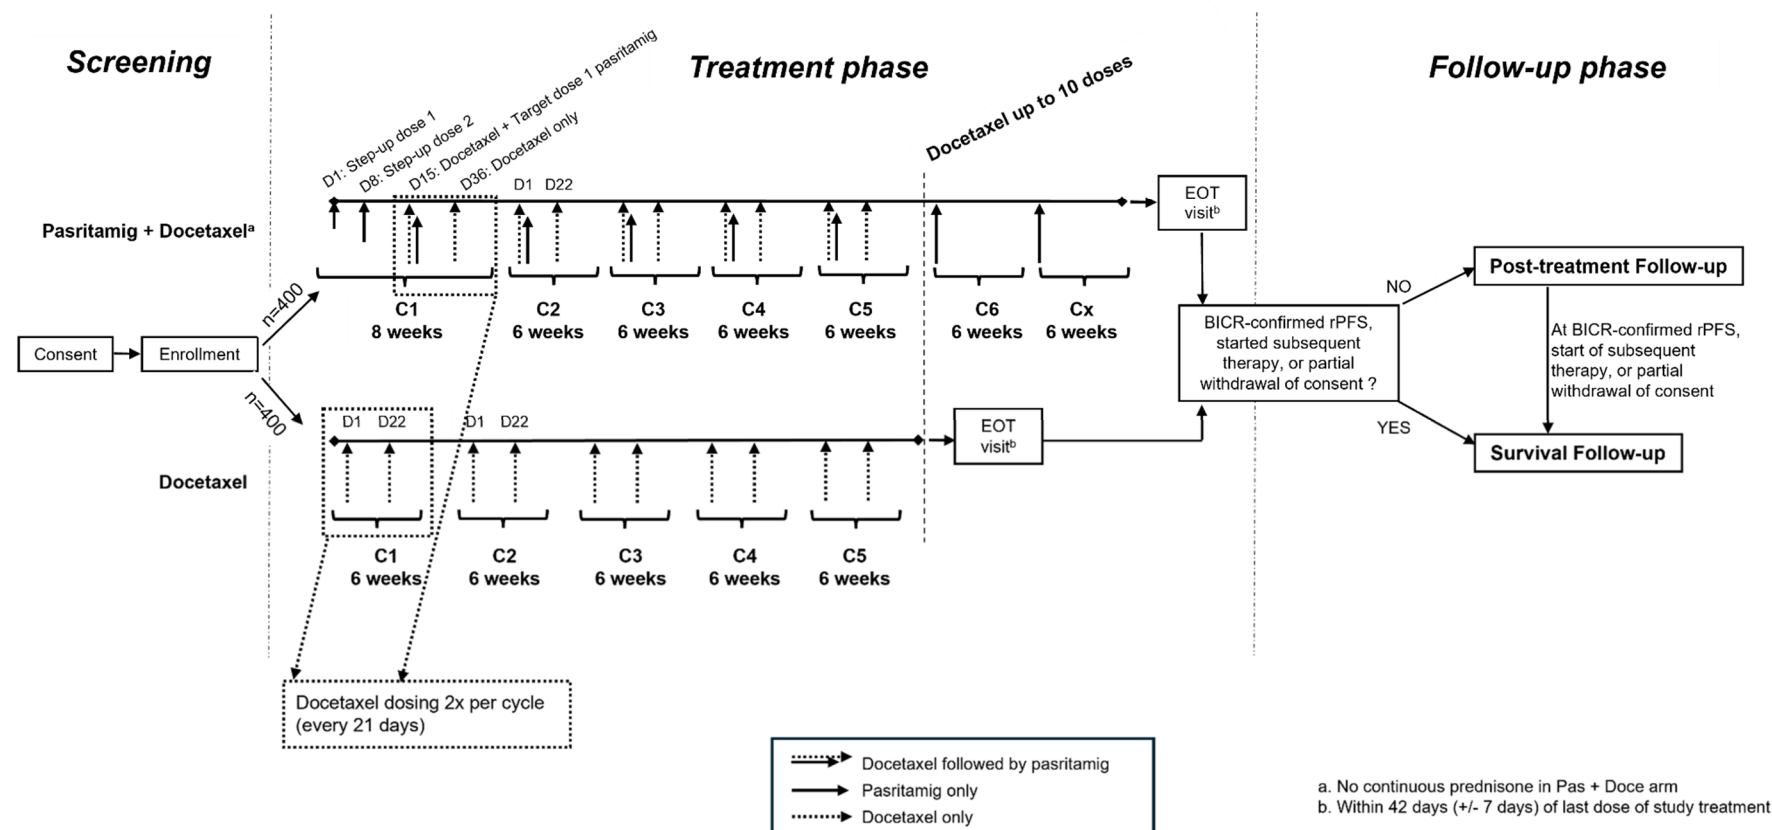 Screening
Treatment phase
Follow-up phase
D1: Step-up dose 1
D8: Step-up dose 2
D15: Docetaxel + Target dose 1 pasritamig
D36: Docetaxel only
D1 D22
Docetaxel up to 10 doses
Pasritamig + Docetaxelᵃ
EOT
visitᵇ
n=400
C1
8 weeks
C2
6 weeks
C3
6 weeks
C4
6 weeks
C5
6 weeks
C6
6 weeks
Cx
6 weeks
Consent
Enrollment
n=400
BICR-confirmed rPFS,
started subsequent
therapy, or partial
withdrawal of consent ?
NO
YES
Post-treatment Follow-up
At BICR-confirmed rPFS,
start of subsequent
therapy, or partial
withdrawal of consent
Survival Follow-up
Docetaxel
D1 D22
D1 D22
EOT
visitᵇ
C1
6 weeks
C2
6 weeks
C3
6 weeks
C4
6 weeks
C5
6 weeks
Docetaxel dosing 2x per cycle
(every 21 days)
Docetaxel followed by pasritamig
Pasritamig only
Docetaxel only
a. No continuous prednisone in Pas + Doce arm
b. Within 42 days (+/- 7 days) of last dose of study treatment